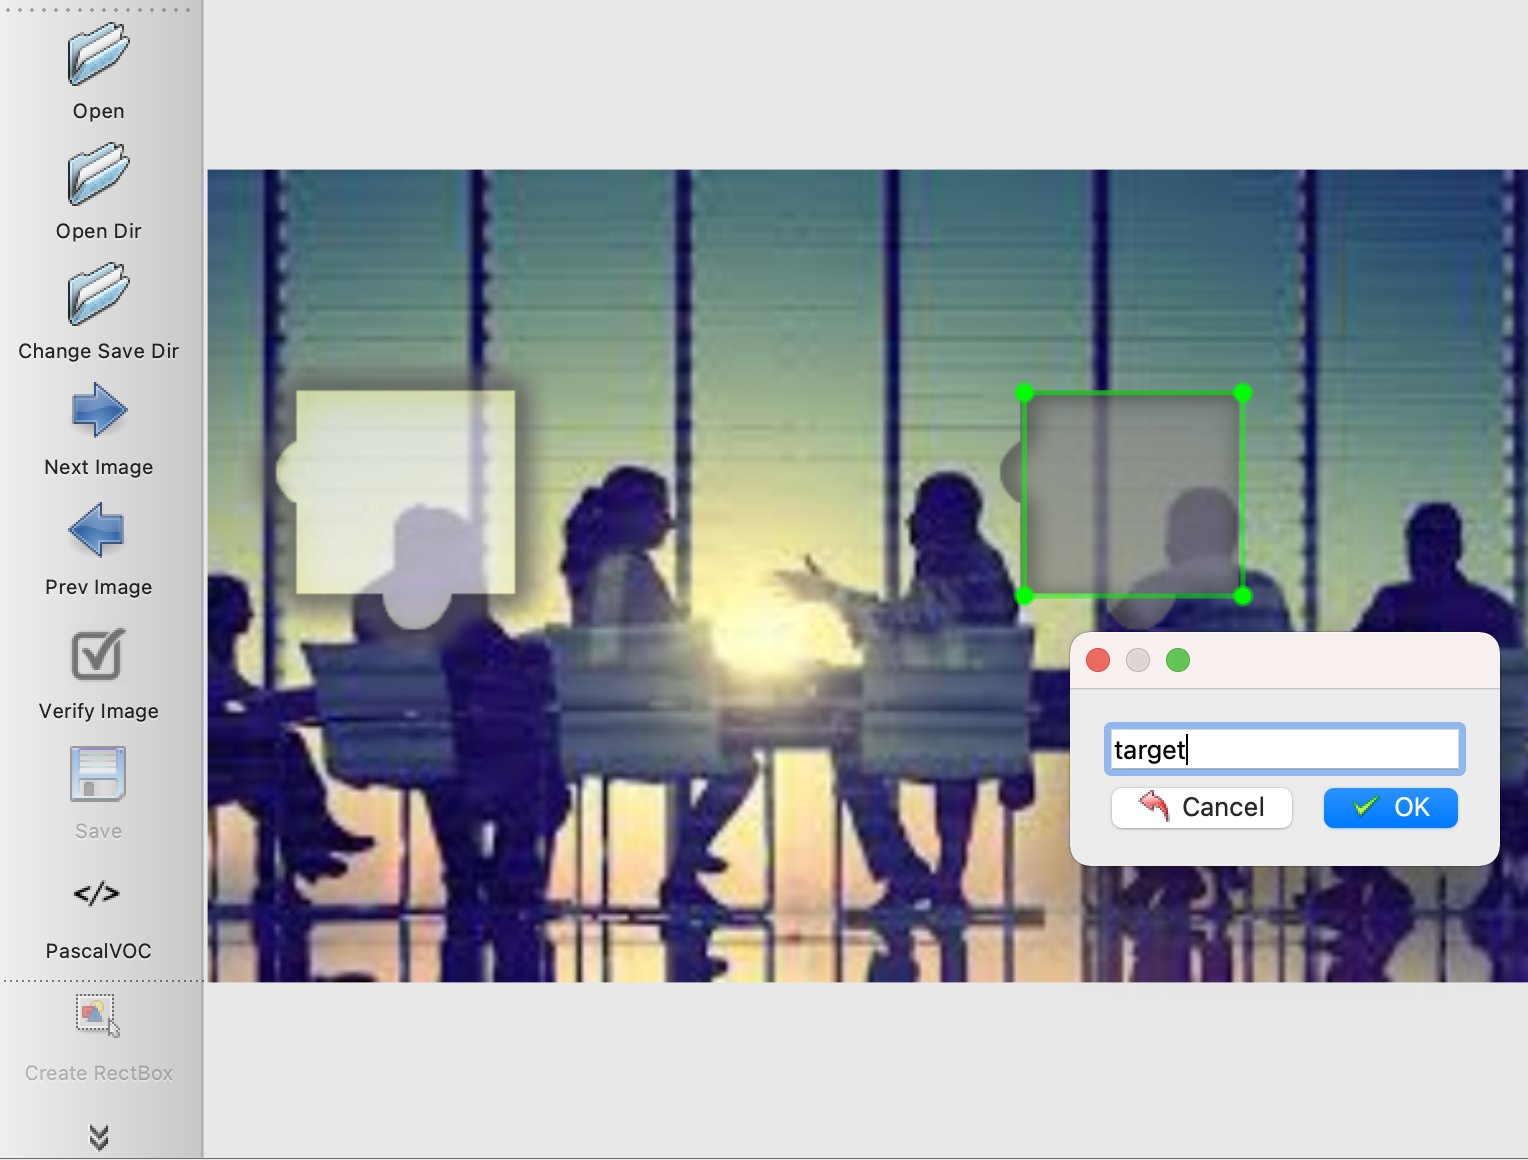 Open
Open Dir
Change Save Dir
Next Image
Prev Image
Verify Image
Save
</>
PascalVOC
Create RectBox
target
Cancel
OK